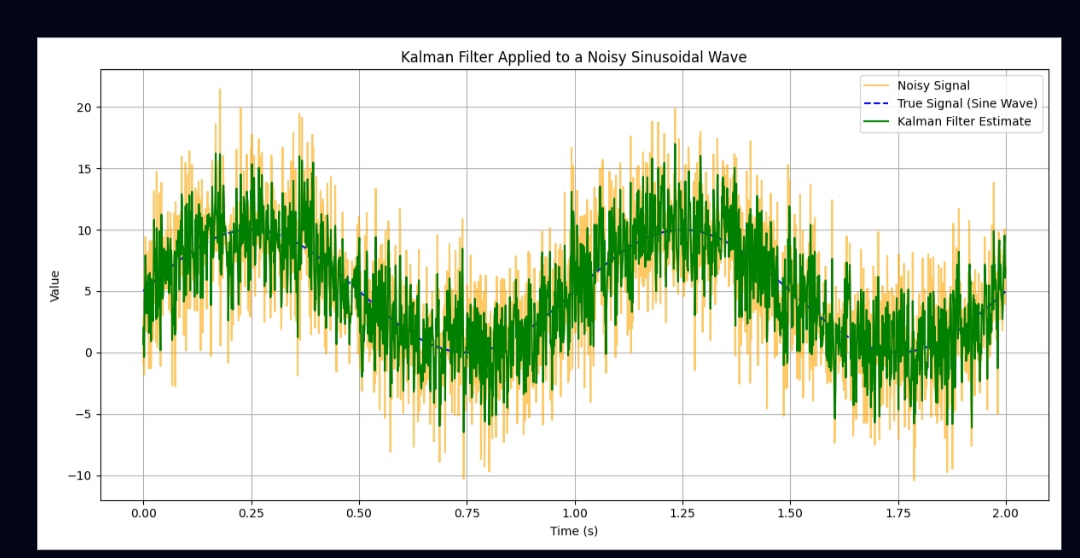 Kalman Filter Applied to a Noisy Sinusoidal Wave
Noisy Signal
True Signal (Sine Wave)
Kalman Filter Estimate
Value
20
15
10
5
0
−5
−10
0.00 0.25 0.50 0.75 1.00 1.25 1.50 1.75 2.00
Time (s)